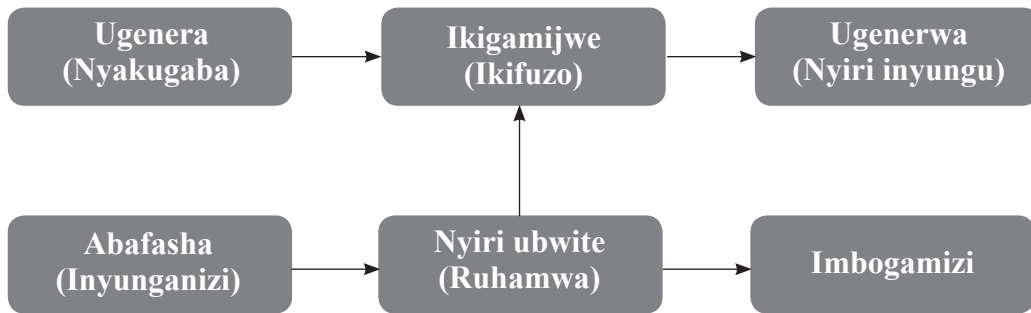 Ugenera
(Nyakugaba)
Ikigamijwe
(Ikifuzo)
Ugenerwa
(Nyiri inyungu)
Abafasha
(Inyunganizi)
Nyiri ubwite
(Ruhamwa)
Imbogamizi